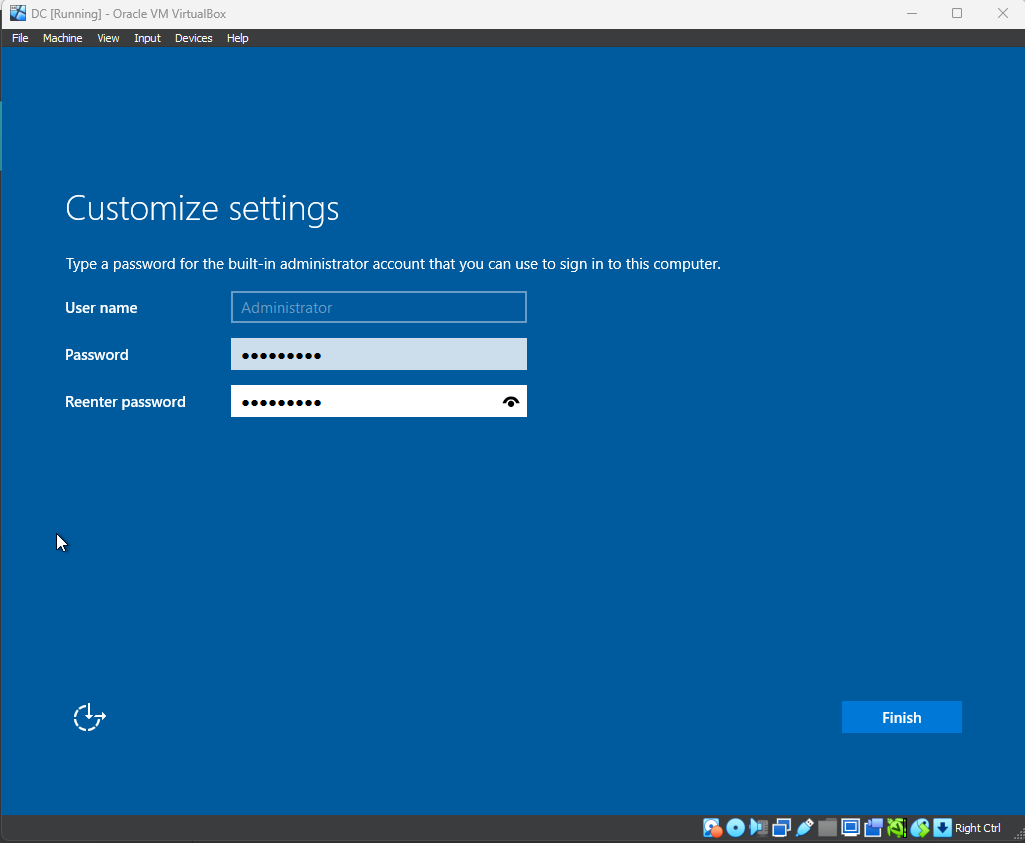 DC [Running] - Oracle VM VirtualBox
File Machine View Input Devices Help
Customize settings
Type a password for the built-in administrator account that you can use to sign in to this computer.
User name Administrator
Password •••••••••
Reenter password •••••••••
Finish
Right Ctrl